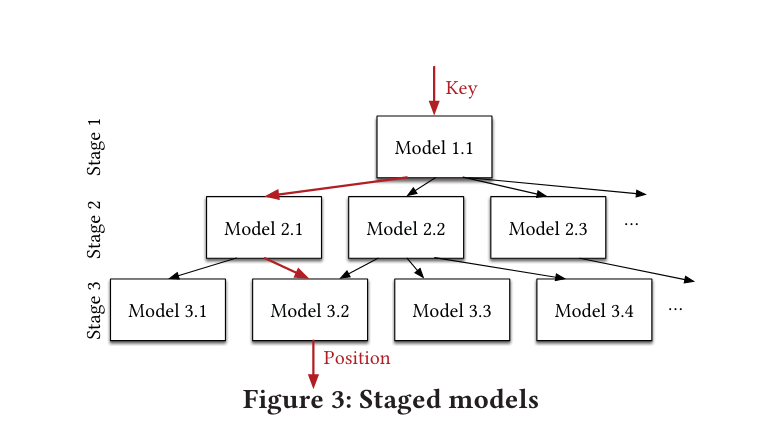 Key
Stage 1
Model 1.1
Stage 2
Model 2.1
Model 2.2
Model 2.3
...
Stage 3
Model 3.1
Model 3.2
Model 3.3
Model 3.4
...
Position
Figure 3: Staged models